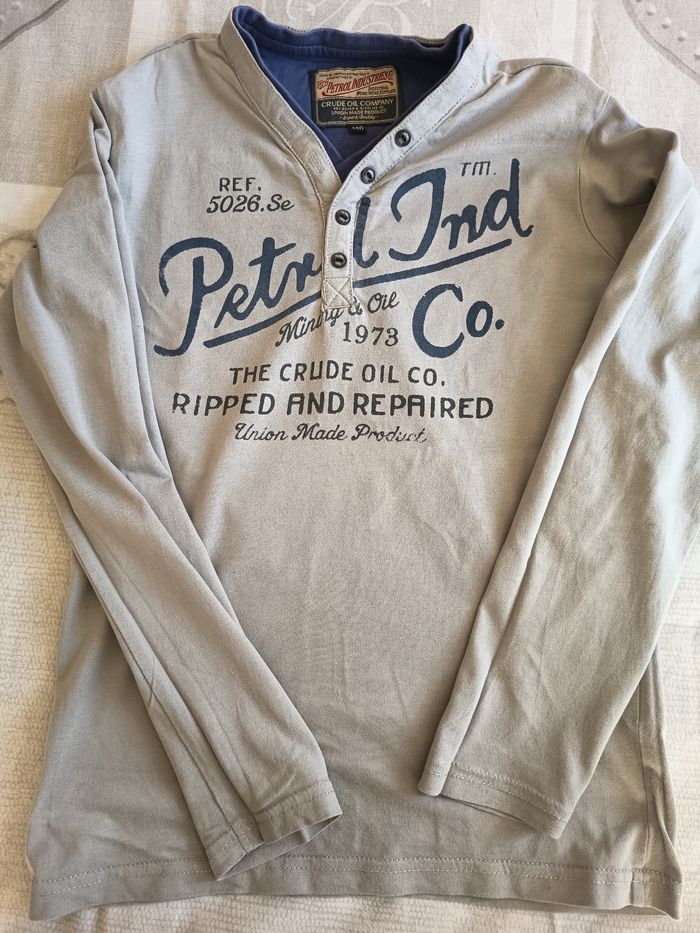 PETROL INDUSTRIES CO.
CRUDE OIL COMPANY
UNION MADE PRODUCT
REF.
5026.Se
TM.
Petrol Ind
Mining & Oil
1973
Co.
THE CRUDE OIL CO.
RIPPED AND REPAIRED
Union Made Product